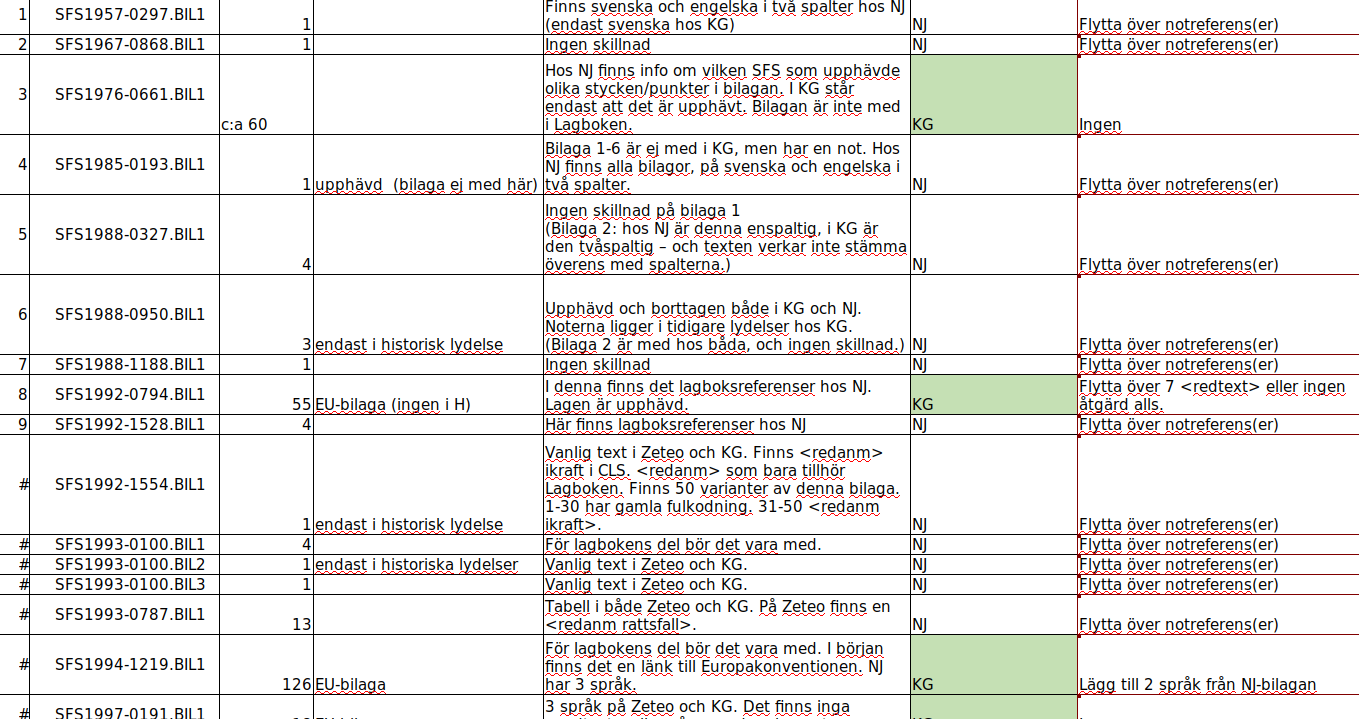 Finns svenska och engelska i två spalter hos NJ
1 SFS1957-0297.BIL1
1 (endast svenska hos KG) NJ Flytta över notreferens(er)
2 SFS1967-0868.BIL1 1 Ingen skillnad NJ Flytta över notreferens(er)
Hos NJ finns info om vilken SFS som upphävde
olika stycken/punkter i bilagan. I KG står
3 SFS1976-0661.BIL1
endast att det är upphävt. Bilagan är inte med
c:a 60 i Lagboken. KG Ingen
Bilaga 1-6 är ej med i KG, men har en not. Hos
4 SFS1985-0193.BIL1 NJ finns alla bilagor, på svenska och engelska i
1 upphävd (bilaga ej med här) två spalter. NJ Flytta över notreferens(er)
Ingen skillnad på bilaga 1
(Bilaga 2: hos NJ är denna enspaltig, i KG är
5 SFS1988-0327.BIL1
den tvåspaltig – och texten verkar inte stämma
4 överens med spalterna.) NJ Flytta över notreferens(er)
6 SFS1988-0950.BIL1 Upphävd och borttagen både i KG och NJ.
Noterna ligger i tidigare lydelser hos KG.
3 endast i historisk lydelse (Bilaga 2 är med hos båda, och ingen skillnad.) NJ Flytta över notreferens(er)
7 SFS1988-1188.BIL1 1 Ingen skillnad NJ Flytta över notreferens(er)
8 SFS1992-0794.BIL1 I denna finns det lagboksreferenser hos NJ. Flytta över 7 <redtext> eller ingen
55 EU-bilaga (ingen i H) Lagen är upphävd. KG åtgärd alls.
9 SFS1992-1528.BIL1 4 Här finns lagboksreferenser hos NJ NJ Flytta över notreferens(er)
Vanlig text i Zeteo och KG. Finns <redanm>
ikraft i CLS. <redanm> som bara tillhör
# SFS1992-1554.BIL1 Lagboken. Finns 50 varianter av denna bilaga.
1-30 har gamla fulkodning. 31-50 <redanm
1 endast i historisk lydelse ikraft>. NJ Flytta över notreferens(er)
# SFS1993-0100.BIL1 4 För lagbokens del bör det vara med. NJ Flytta över notreferens(er)
# SFS1993-0100.BIL2 1 endast i historiska lydelser Vanlig text i Zeteo och KG. NJ Flytta över notreferens(er)
# SFS1993-0100.BIL3 1 Vanlig text i Zeteo och KG. NJ Flytta över notreferens(er)
# SFS1993-0787.BIL1 Tabell i både Zeteo och KG. På Zeteo finns en
13 <redanm rattsfall>. NJ Flytta över notreferens(er)
För lagbokens del bör det vara med. I början
# SFS1994-1219.BIL1 finns det en länk till Europakonventionen. NJ
126 EU-bilaga har 3 språk. KG Lägg till 2 språk från NJ-bilagan
# SFS1997-0191.BIL1 3 språk på Zeteo och KG. Det finns inga